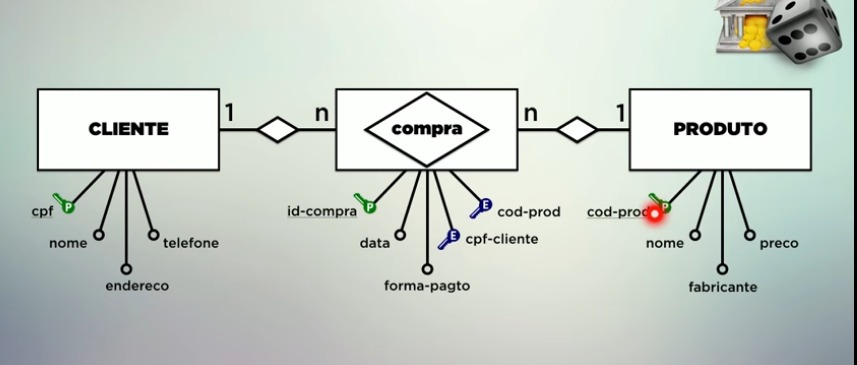 CLIENTE
1
n
compra
n
1
PRODUTO
cpf
P
nome
endereco
telefone
id-compra
P
data
forma-pagto
E
cpf-cliente
E
cod-prod
cod-prod
P
nome
fabricante
preco